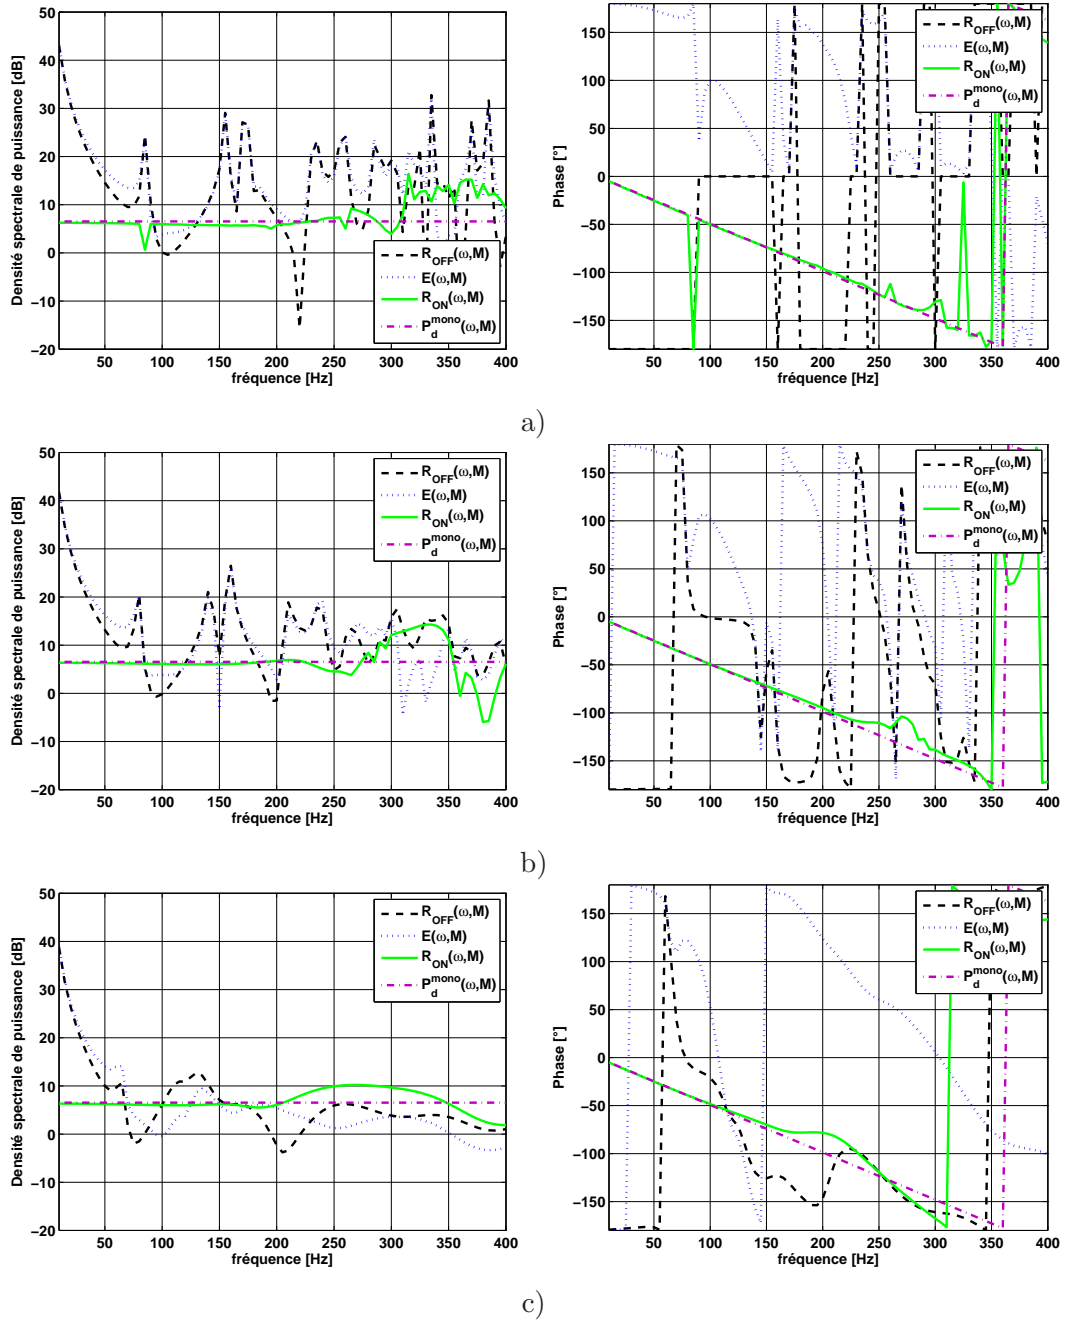 50
40
30
20
10
0
−10
−20
50 100 150 200 250 300 350 400
fréquence [Hz]
Densité spectrale de puissance [dB]
R_OFF(ω,M)
E(ω,M)
R_ON(ω,M)
P_d^mono(ω,M)
150
100
50
0
−50
−100
−150
50 100 150 200 250 300 350 400
fréquence [Hz]
Phase [°]
R_OFF(ω,M)
E(ω,M)
R_ON(ω,M)
P_d^mono(ω,M)
a)
50
40
30
20
10
0
−10
−20
50 100 150 200 250 300 350 400
fréquence [Hz]
Densité spectrale de puissance [dB]
R_OFF(ω,M)
E(ω,M)
R_ON(ω,M)
P_d^mono(ω,M)
150
100
50
0
−50
−100
−150
50 100 150 200 250 300 350 400
fréquence [Hz]
Phase [°]
R_OFF(ω,M)
E(ω,M)
R_ON(ω,M)
P_d^mono(ω,M)
b)
50
40
30
20
10
0
−10
−20
50 100 150 200 250 300 350 400
fréquence [Hz]
Densité spectrale de puissance [dB]
R_OFF(ω,M)
E(ω,M)
R_ON(ω,M)
P_d^mono(ω,M)
150
100
50
0
−50
−100
−150
50 100 150 200 250 300 350 400
fréquence [Hz]
Phase [°]
R_OFF(ω,M)
E(ω,M)
R_ON(ω,M)
P_d^mono(ω,M)
c)